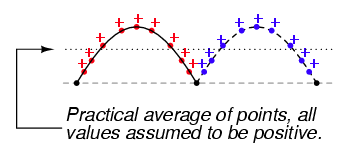 Practical average of points, all
values assumed to be positive.